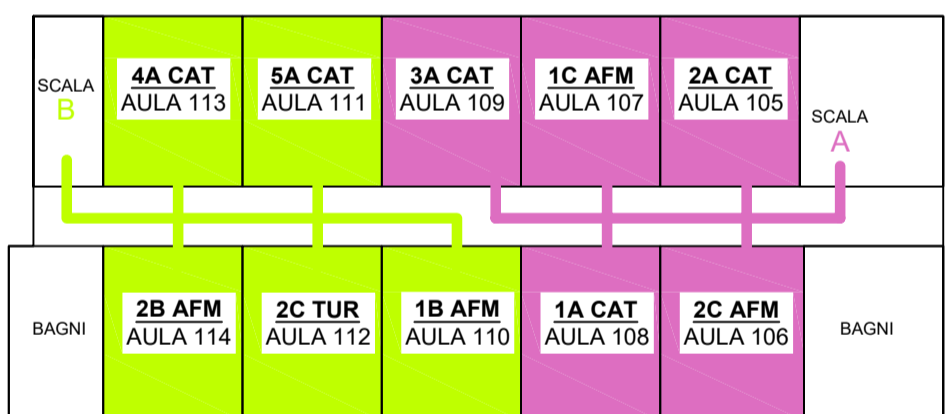 SCALA
B
4A CAT
AULA 113
5A CAT
AULA 111
3A CAT
AULA 109
1C AFM
AULA 107
2A CAT
AULA 105
SCALA
A
BAGNI
2B AFM
AULA 114
2C TUR
AULA 112
1B AFM
AULA 110
1A CAT
AULA 108
2C AFM
AULA 106
BAGNI